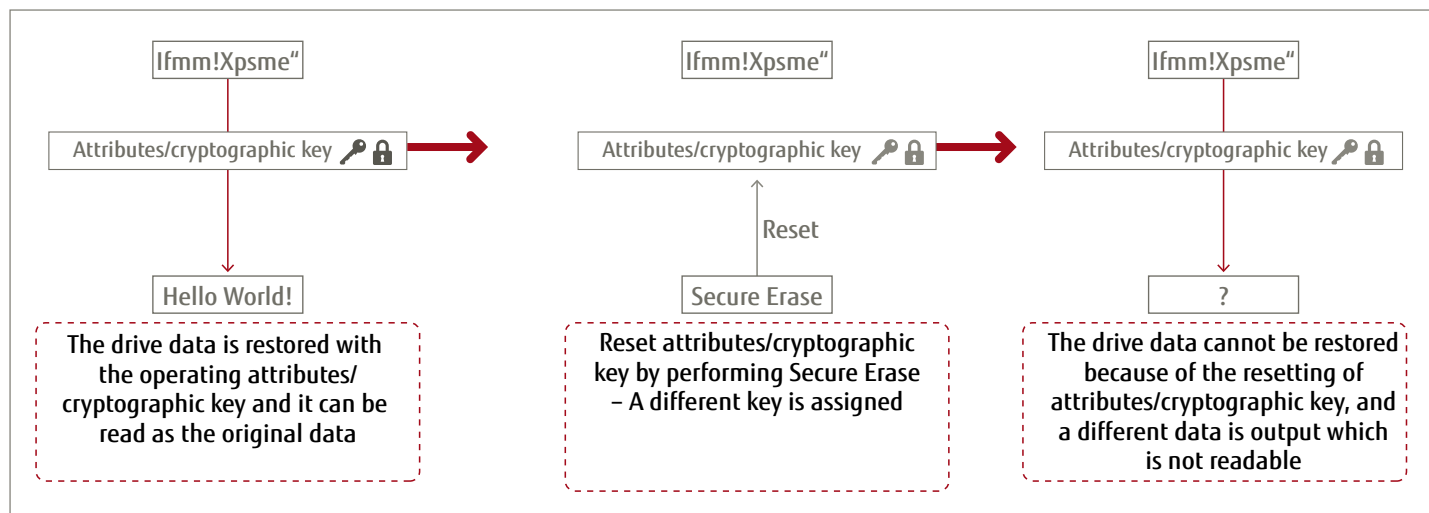 Ifmm!Xpsme“
Attributes/cryptographic key
Hello World!
The drive data is restored with
the operating attributes/
cryptographic key and it can be
read as the original data
Ifmm!Xpsme“
Attributes/cryptographic key
Reset
Secure Erase
Reset attributes/cryptographic
key by performing Secure Erase
– A different key is assigned
Ifmm!Xpsme“
Attributes/cryptographic key
?
The drive data cannot be restored
because of the resetting of
attributes/cryptographic key, and
a different data is output which
is not readable